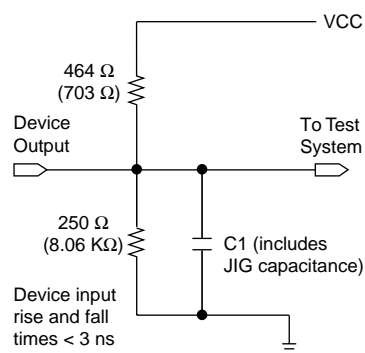 VCC
464 Ω
(703 Ω)
Device
Output
To Test
System
250 Ω
(8.06 KΩ)
C1 (includes
JIG capacitance)
Device input
rise and fall
times < 3 ns